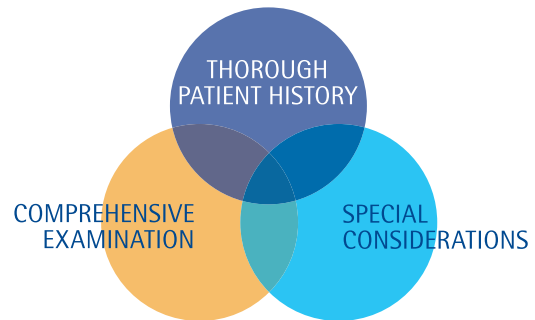 THOROUGH
PATIENT HISTORY
COMPREHENSIVE
EXAMINATION
SPECIAL
CONSIDERATIONS